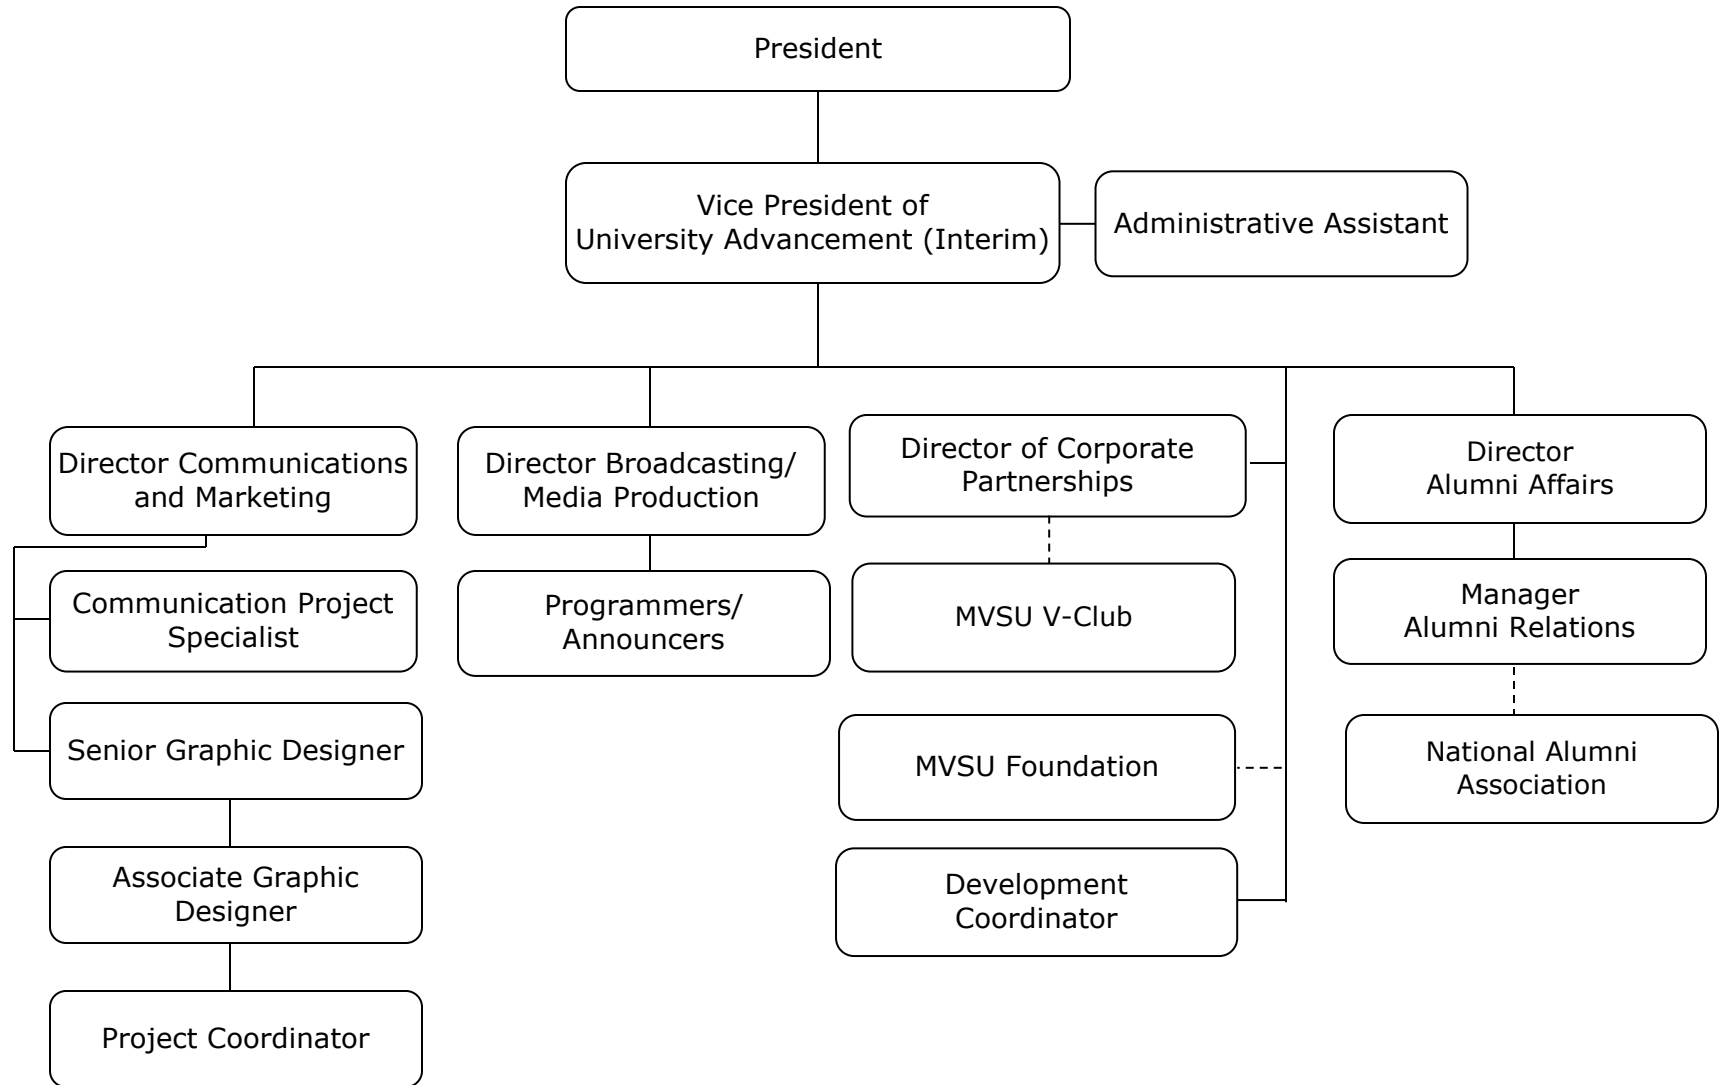 President
Vice President of
University Advancement (Interim)
Administrative Assistant
Director Communications
and Marketing
Director Broadcasting/
Media Production
Director of Corporate
Partnerships
Director
Alumni Affairs
Communication Project
Specialist
Programmers/
Announcers
MVSU V-Club
Manager
Alumni Relations
Senior Graphic Designer
MVSU Foundation
National Alumni
Association
Associate Graphic
Designer
Development
Coordinator
Project Coordinator